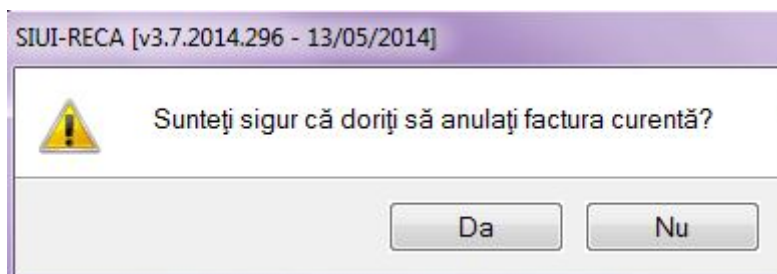 SIUI-RECA [v3.7.2014.296 - 13/05/2014]
Sunteţi sigur că doriţi să anulaţi factura curentă?
Da
Nu